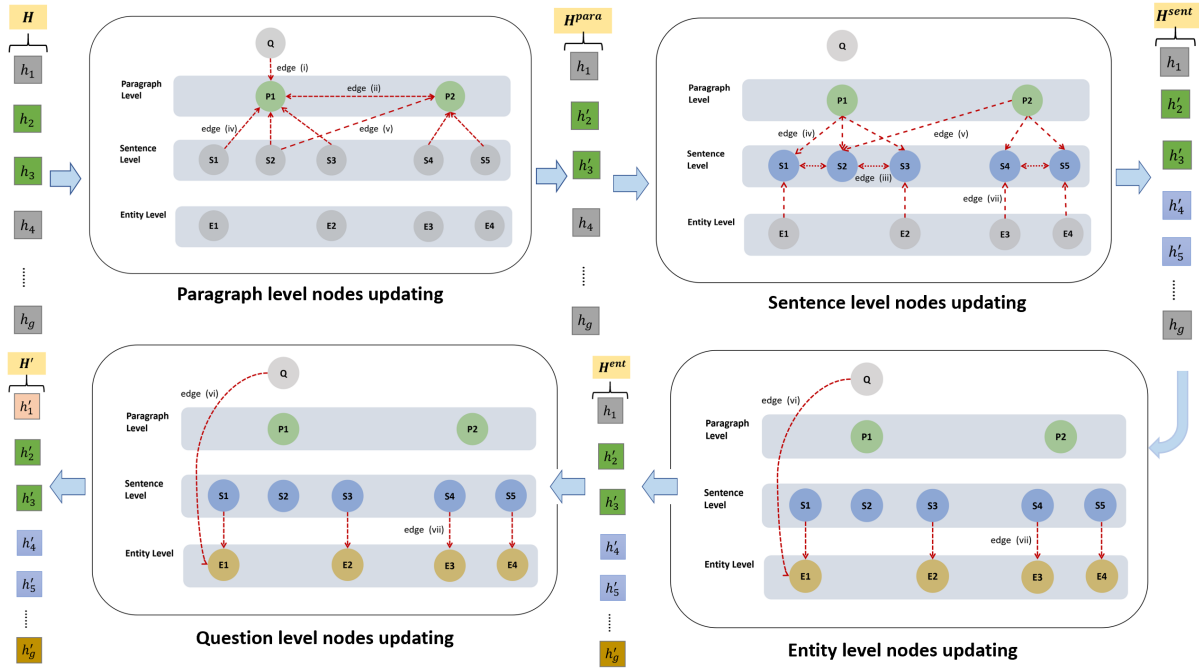 H
h₁
h₂
h₃
h₄
......
h_g
Q
edge (i)
Paragraph
Level
P1
edge (ii)
P2
edge (iv)
edge (v)
Sentence
Level
S1
S2
S3
S4
S5
Entity Level
E1
E2
E3
E4
Paragraph level nodes updating
H^para
h₁
h′₂
h′₃
h₄
......
h_g
Q
Paragraph
Level
P1
P2
edge (iv)
edge (v)
Sentence
Level
S1
S2
S3
S4
S5
edge (iii)
edge (vii)
Entity Level
E1
E2
E3
E4
Sentence level nodes updating
H^sent
h₁
h′₂
h′₃
h′₄
h′₅
......
h_g
Q
edge (vi)
Paragraph
Level
P1
P2
Sentence
Level
S1
S2
S3
S4
S5
edge (vii)
Entity Level
E1
E2
E3
E4
Entity level nodes updating
H^ent
h₁
h′₂
h′₃
h′₄
h′₅
......
h′_g
Q
edge (vi)
Paragraph
Level
P1
P2
Sentence
Level
S1
S2
S3
S4
S5
edge (vii)
Entity Level
E1
E2
E3
E4
Question level nodes updating
H′
h′₁
h′₂
h′₃
h′₄
h′₅
......
h′_g